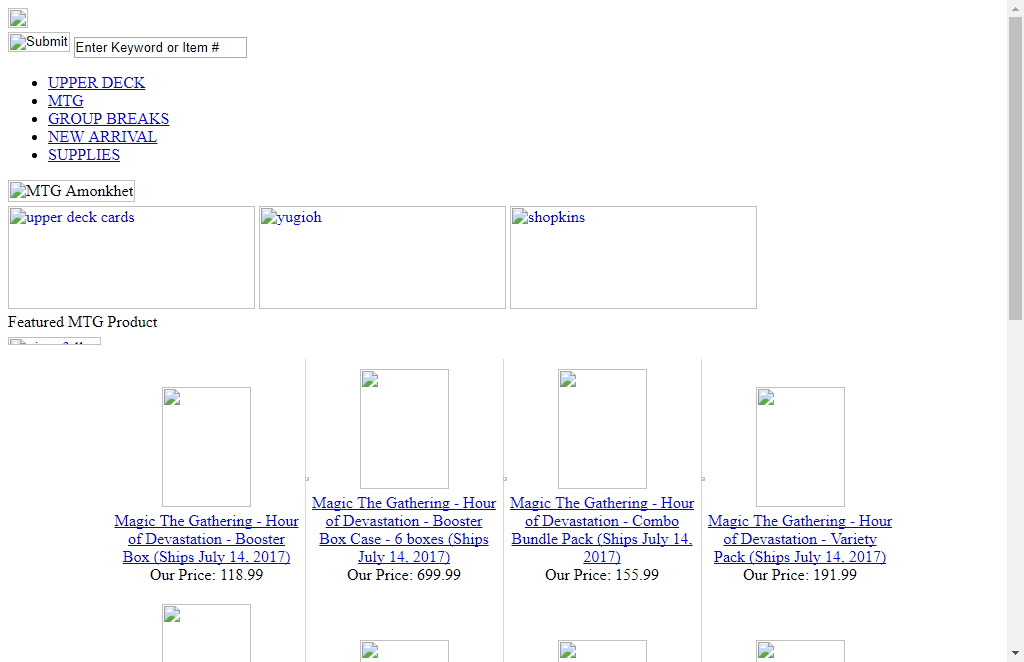 Submit Enter Keyword or Item #
UPPER DECK
MTG
GROUP BREAKS
NEW ARRIVAL
SUPPLIES
MTG Amonkhet
upper deck cards yugioh shopkins
Featured MTG Product
Magic The Gathering - Hour of Devastation - Booster Box (Ships July 14, 2017)
Our Price: 118.99
Magic The Gathering - Hour of Devastation - Booster Box Case - 6 boxes (Ships July 14, 2017)
Our Price: 699.99
Magic The Gathering - Hour of Devastation - Combo Bundle Pack (Ships July 14, 2017)
Our Price: 155.99
Magic The Gathering - Hour of Devastation - Variety Pack (Ships July 14, 2017)
Our Price: 191.99